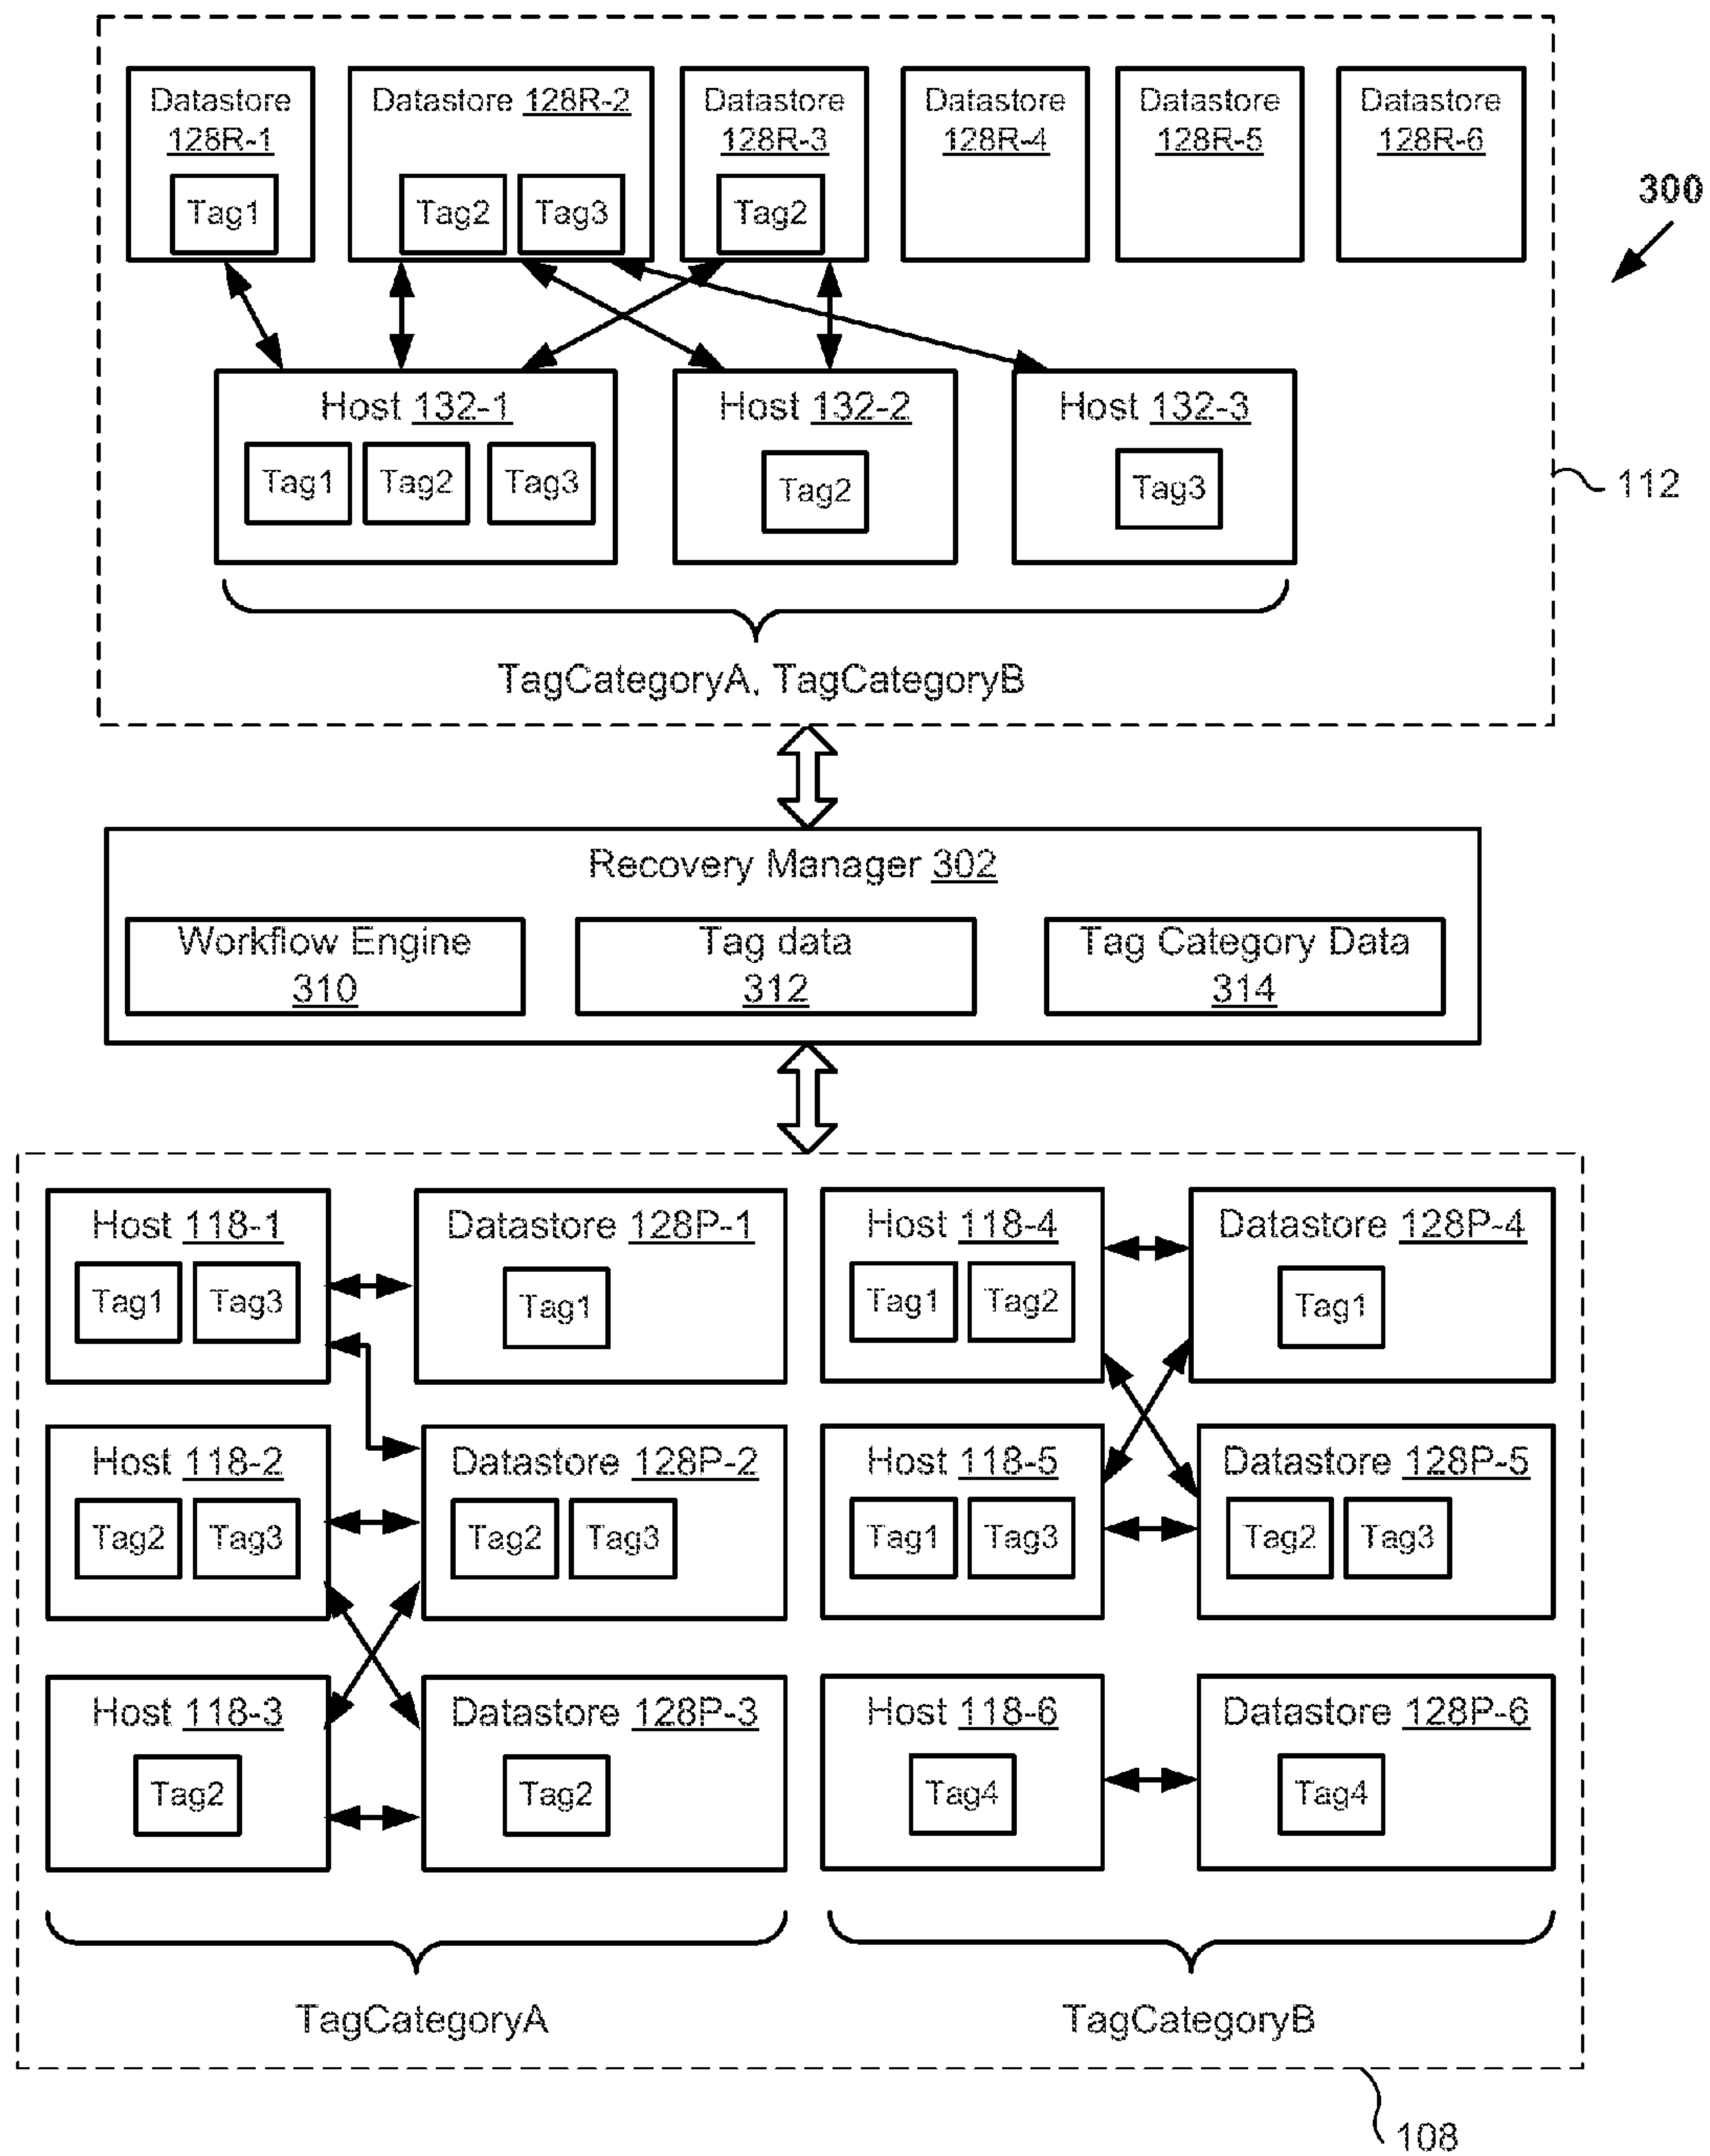 Datastore
128R-1
Tag1
Datastore 128R-2
Tag2 Tag3
Datastore
128R-3
Tag2
Datastore
128R-4
Datastore
128R-5
Datastore
128R-6
300
Host 132-1
Tag1 Tag2 Tag3
Host 132-2
Tag2
Host 132-3
Tag3
112
TagCategoryA, TagCategoryB
Recovery Manager 302
Workflow Engine
310
Tag data
312
Tag Category Data
314
Host 118-1
Tag1 Tag3
Datastore 128P-1
Tag1
Host 118-2
Tag2 Tag3
Datastore 128P-2
Tag2 Tag3
Host 118-3
Tag2
Datastore 128P-3
Tag2
TagCategoryA
Host 118-4
Tag1 Tag2
Datastore 128P-4
Tag1
Host 118-5
Tag1 Tag3
Datastore 128P-5
Tag2 Tag3
Host 118-6
Tag4
Datastore 128P-6
Tag4
TagCategoryB
108